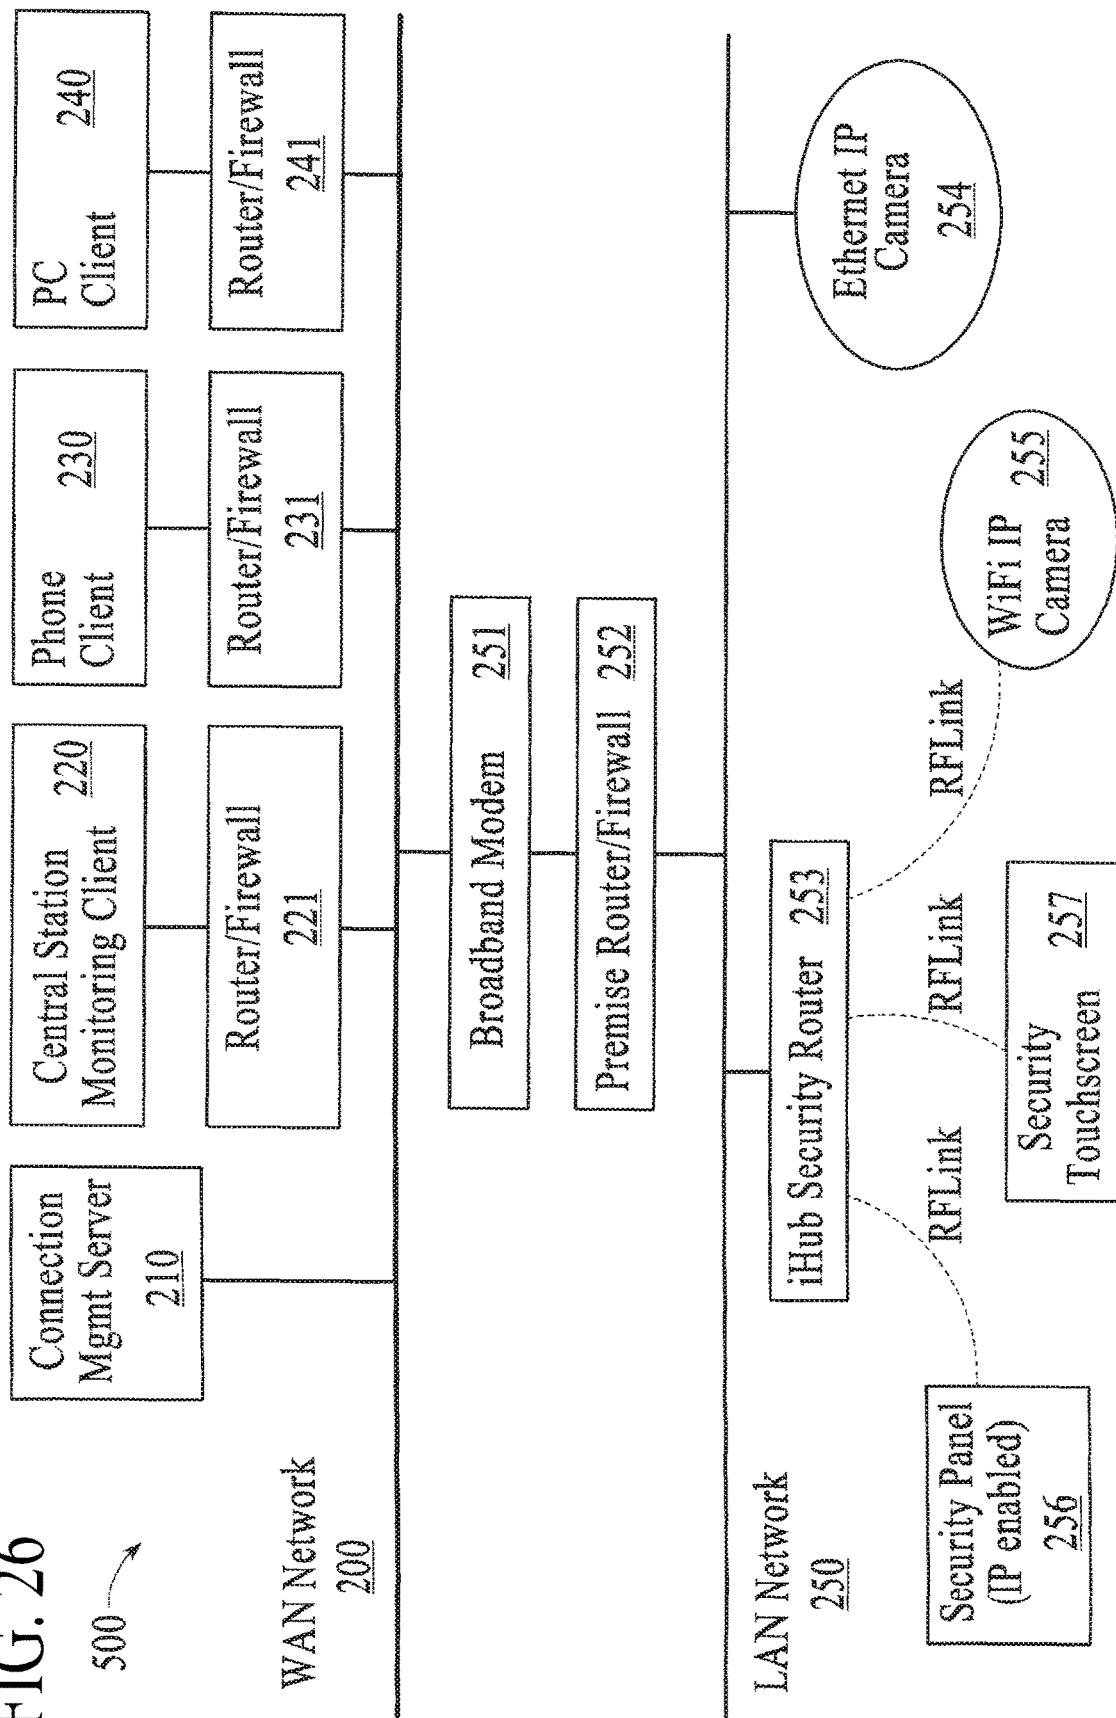 FIG. 26
500
Connection
Mgmt Server
210
Central Station
Monitoring Client 220
Phone
Client 230
PC
Client 240
Router/Firewall
221
Router/Firewall
231
Router/Firewall
241
WAN Network
200
Broadband Modem 251
Premise Router/Firewall 252
LAN Network
250
iHub Security Router 253
Ethernet IP
Camera
254
RFLink
RFLink
RFLink
Security Panel
(IP enabled)
256
Security
Touchscreen 257
WiFi IP
Camera 255